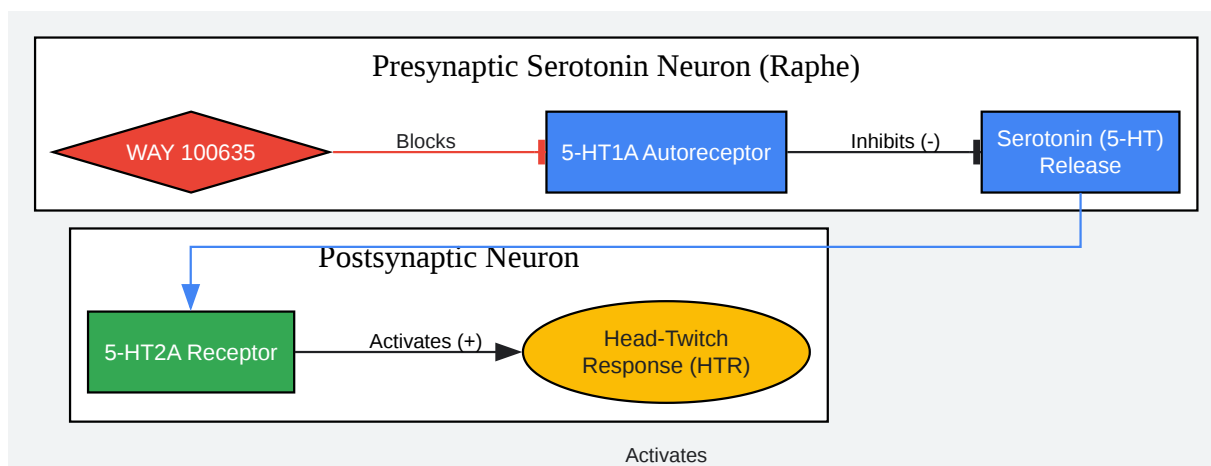 Presynaptic Serotonin Neuron (Raphe)
WAY 100635
Blocks
5-HT1A Autoreceptor
Inhibits (-)
Serotonin (5-HT)
Release
Postsynaptic Neuron
5-HT2A Receptor
Activates (+)
Head-Twitch
Response (HTR)
Activates